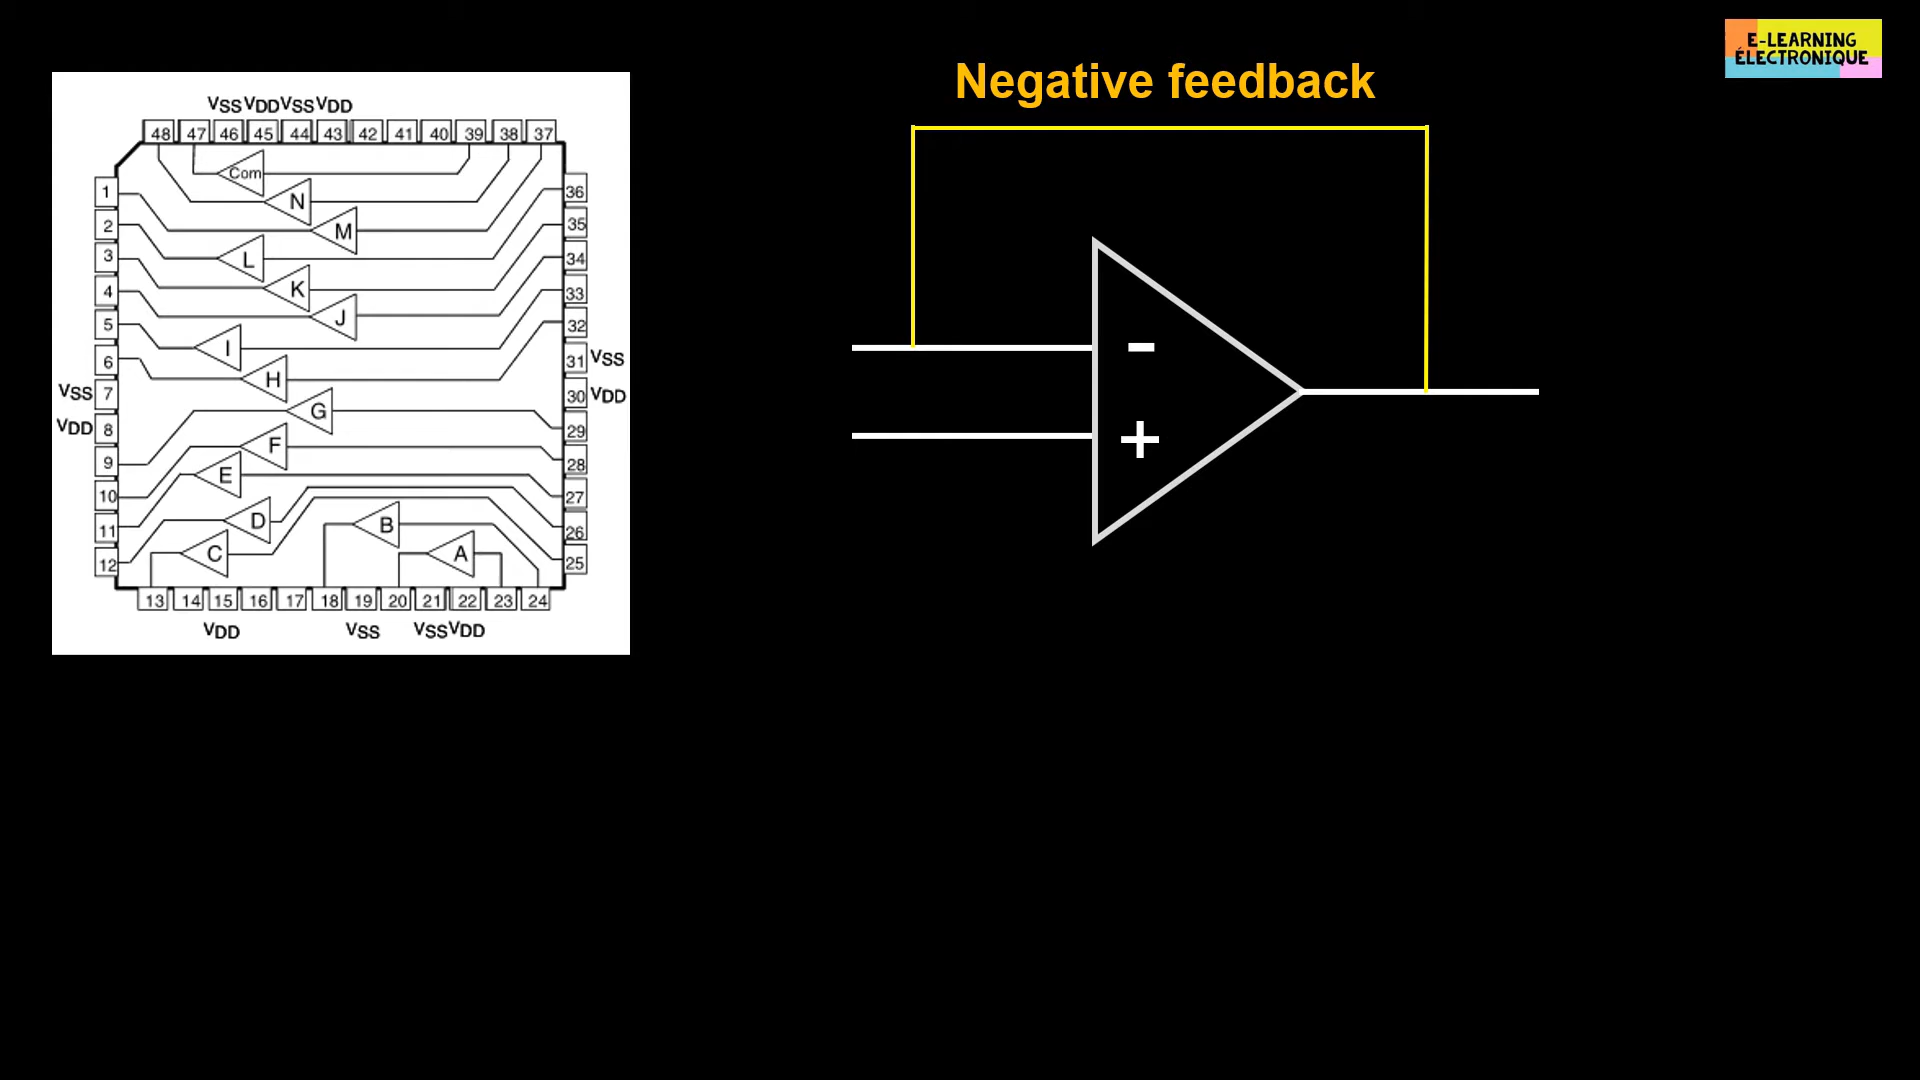 E-LEARNING
ÉLECTRONIQUE
Negative feedback
VSS VDD VSS VDD
48 47 46 45 44 43 42 41 40 39 38 37
Com
N
M
L
K
J
I
H
G
F
E
D
C
B
A
1
2
3
4
5
6
VSS 7
VDD 8
9
10
11
12
36
35
34
33
32
31 VSS
30 VDD
29
28
27
26
25
13 14 15 16 17 18 19 20 21 22 23 24
VDD VSS VSS VDD
-
+